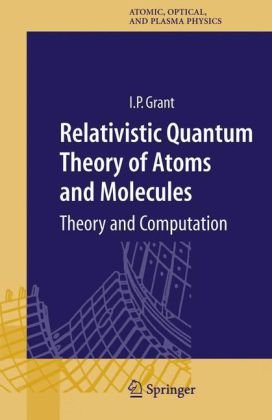 ATOMIC, OPTICAL,
AND PLASMA PHYSICS
I.P. Grant
Relativistic Quantum
Theory of Atoms
and Molecules
Theory and Computation
Springer